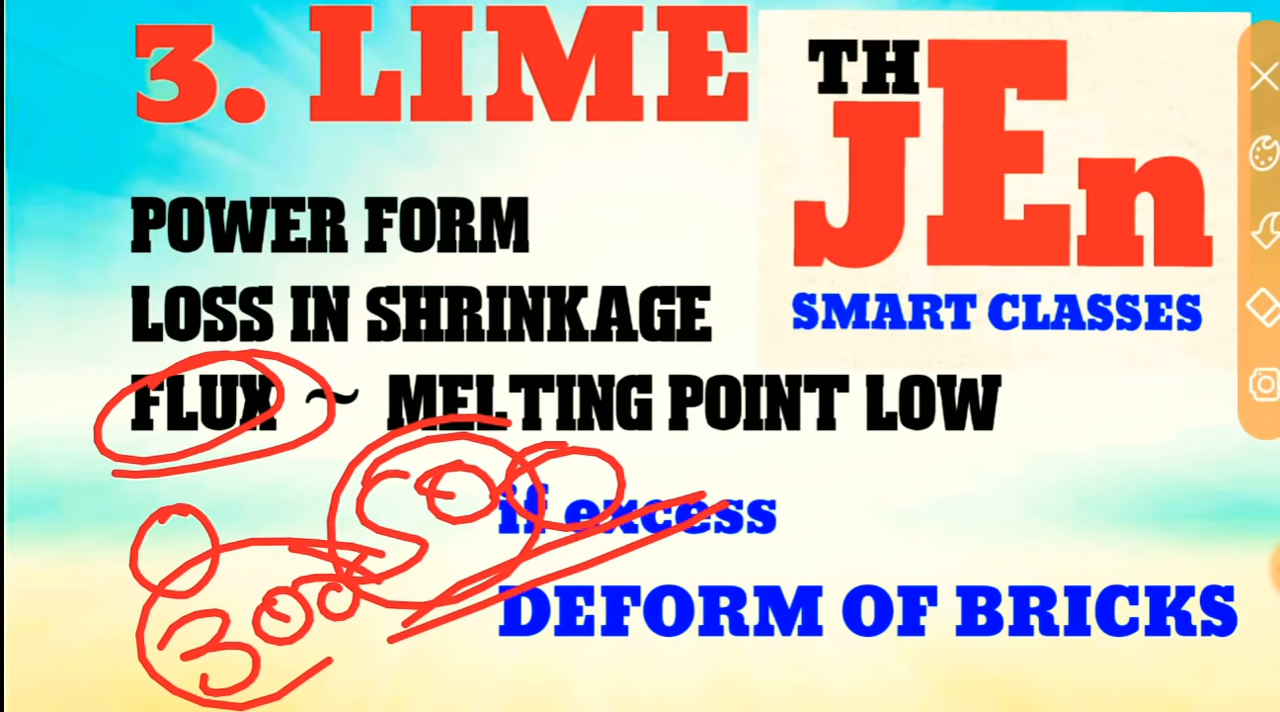 3. LIME
TH
JEn
SMART CLASSES
POWER FORM
LOSS IN SHRINKAGE
FLUX ~ MELTING POINT LOW
if excess
DEFORM OF BRICKS
300